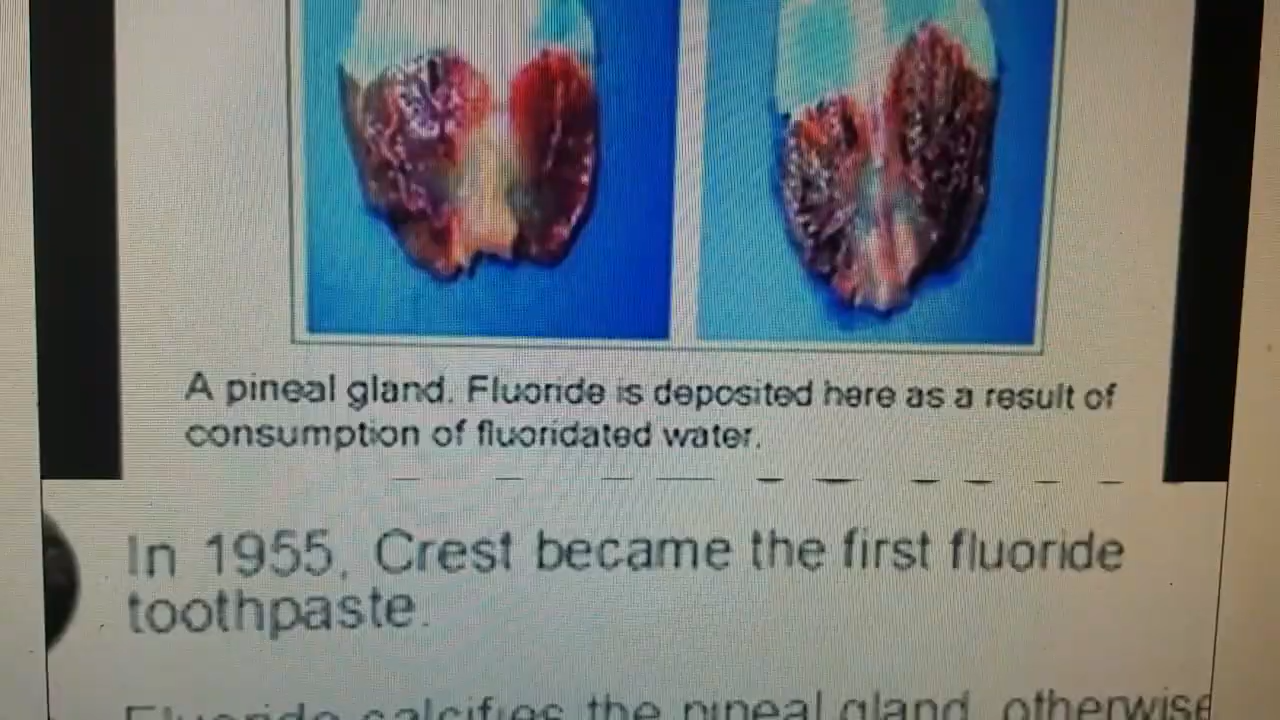 A pineal gland. Fluoride is deposited here as a result of
consumption of fluoridated water.
In 1955, Crest became the first fluoride
toothpaste.
Fluoride calcifies the pineal gland, otherwise